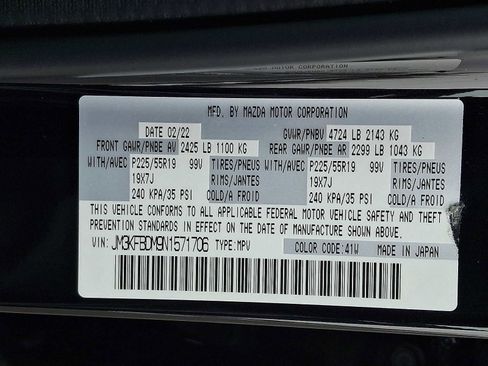 MFD. BY MAZDA MOTOR CORPORATION
DATE 02/22 GVWR/PNBV 4724 LB 2143 KG
FRONT GAWR/PNBE AV 2425 LB 1100 KG REAR GAWR/PNBE AR 2299 LB 1043 KG
WITH/AVEC P225/55R19 99V TIRES/PNEUS WITH/AVEC P225/55R19 99V TIRES/PNEUS
19X7J RIMS/JANTES 19X7J RIMS/JANTES
240 KPA/35 PSI COLD/A FROID 240 KPA/35 PSI COLD/A FROID
THIS VEHICLE CONFORMS TO ALL APPLICABLE FEDERAL MOTOR VEHICLE SAFETY AND THEFT
PREVENTION STANDARDS IN EFFECT ON THE DATE OF MANUFACTURE SHOWN ABOVE.
VIN: JM3KFBDM9N1571706 TYPE: MPV COLOR CODE:41W MADE IN JAPAN